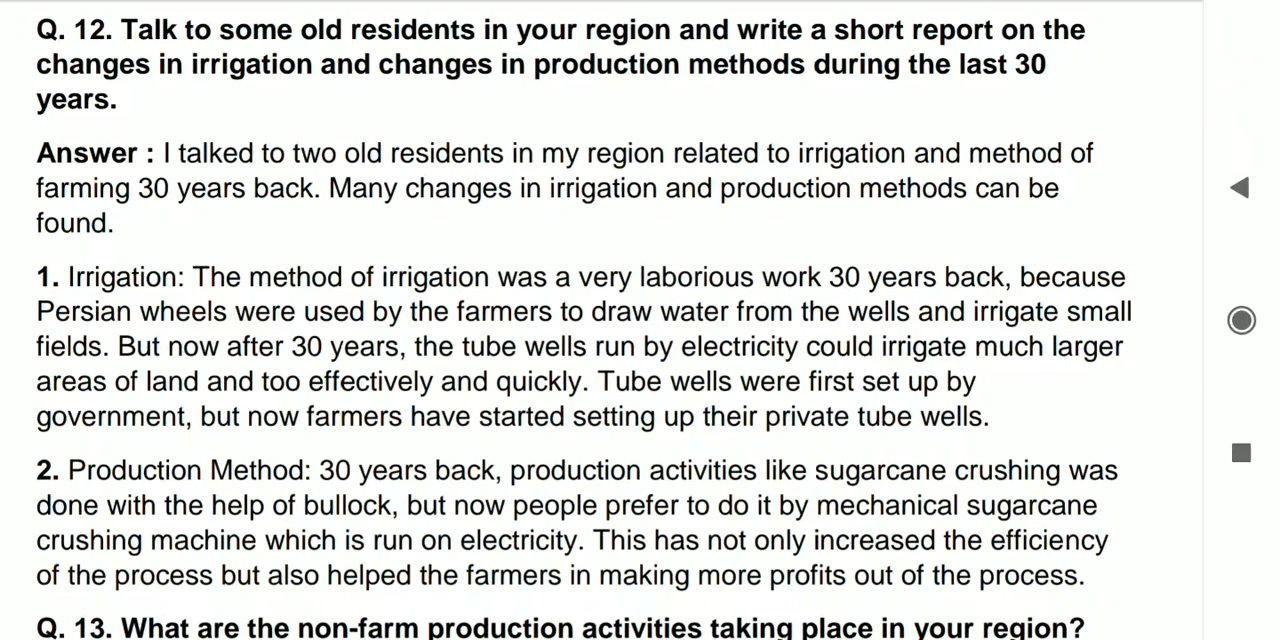 Q. 12. Talk to some old residents in your region and write a short report on the
changes in irrigation and changes in production methods during the last 30
years.
Answer : I talked to two old residents in my region related to irrigation and method of
farming 30 years back. Many changes in irrigation and production methods can be
found.
1. Irrigation: The method of irrigation was a very laborious work 30 years back, because
Persian wheels were used by the farmers to draw water from the wells and irrigate small
fields. But now after 30 years, the tube wells run by electricity could irrigate much larger
areas of land and too effectively and quickly. Tube wells were first set up by
government, but now farmers have started setting up their private tube wells.
2. Production Method: 30 years back, production activities like sugarcane crushing was
done with the help of bullock, but now people prefer to do it by mechanical sugarcane
crushing machine which is run on electricity. This has not only increased the efficiency
of the process but also helped the farmers in making more profits out of the process.
Q. 13. What are the non-farm production activities taking place in your region?